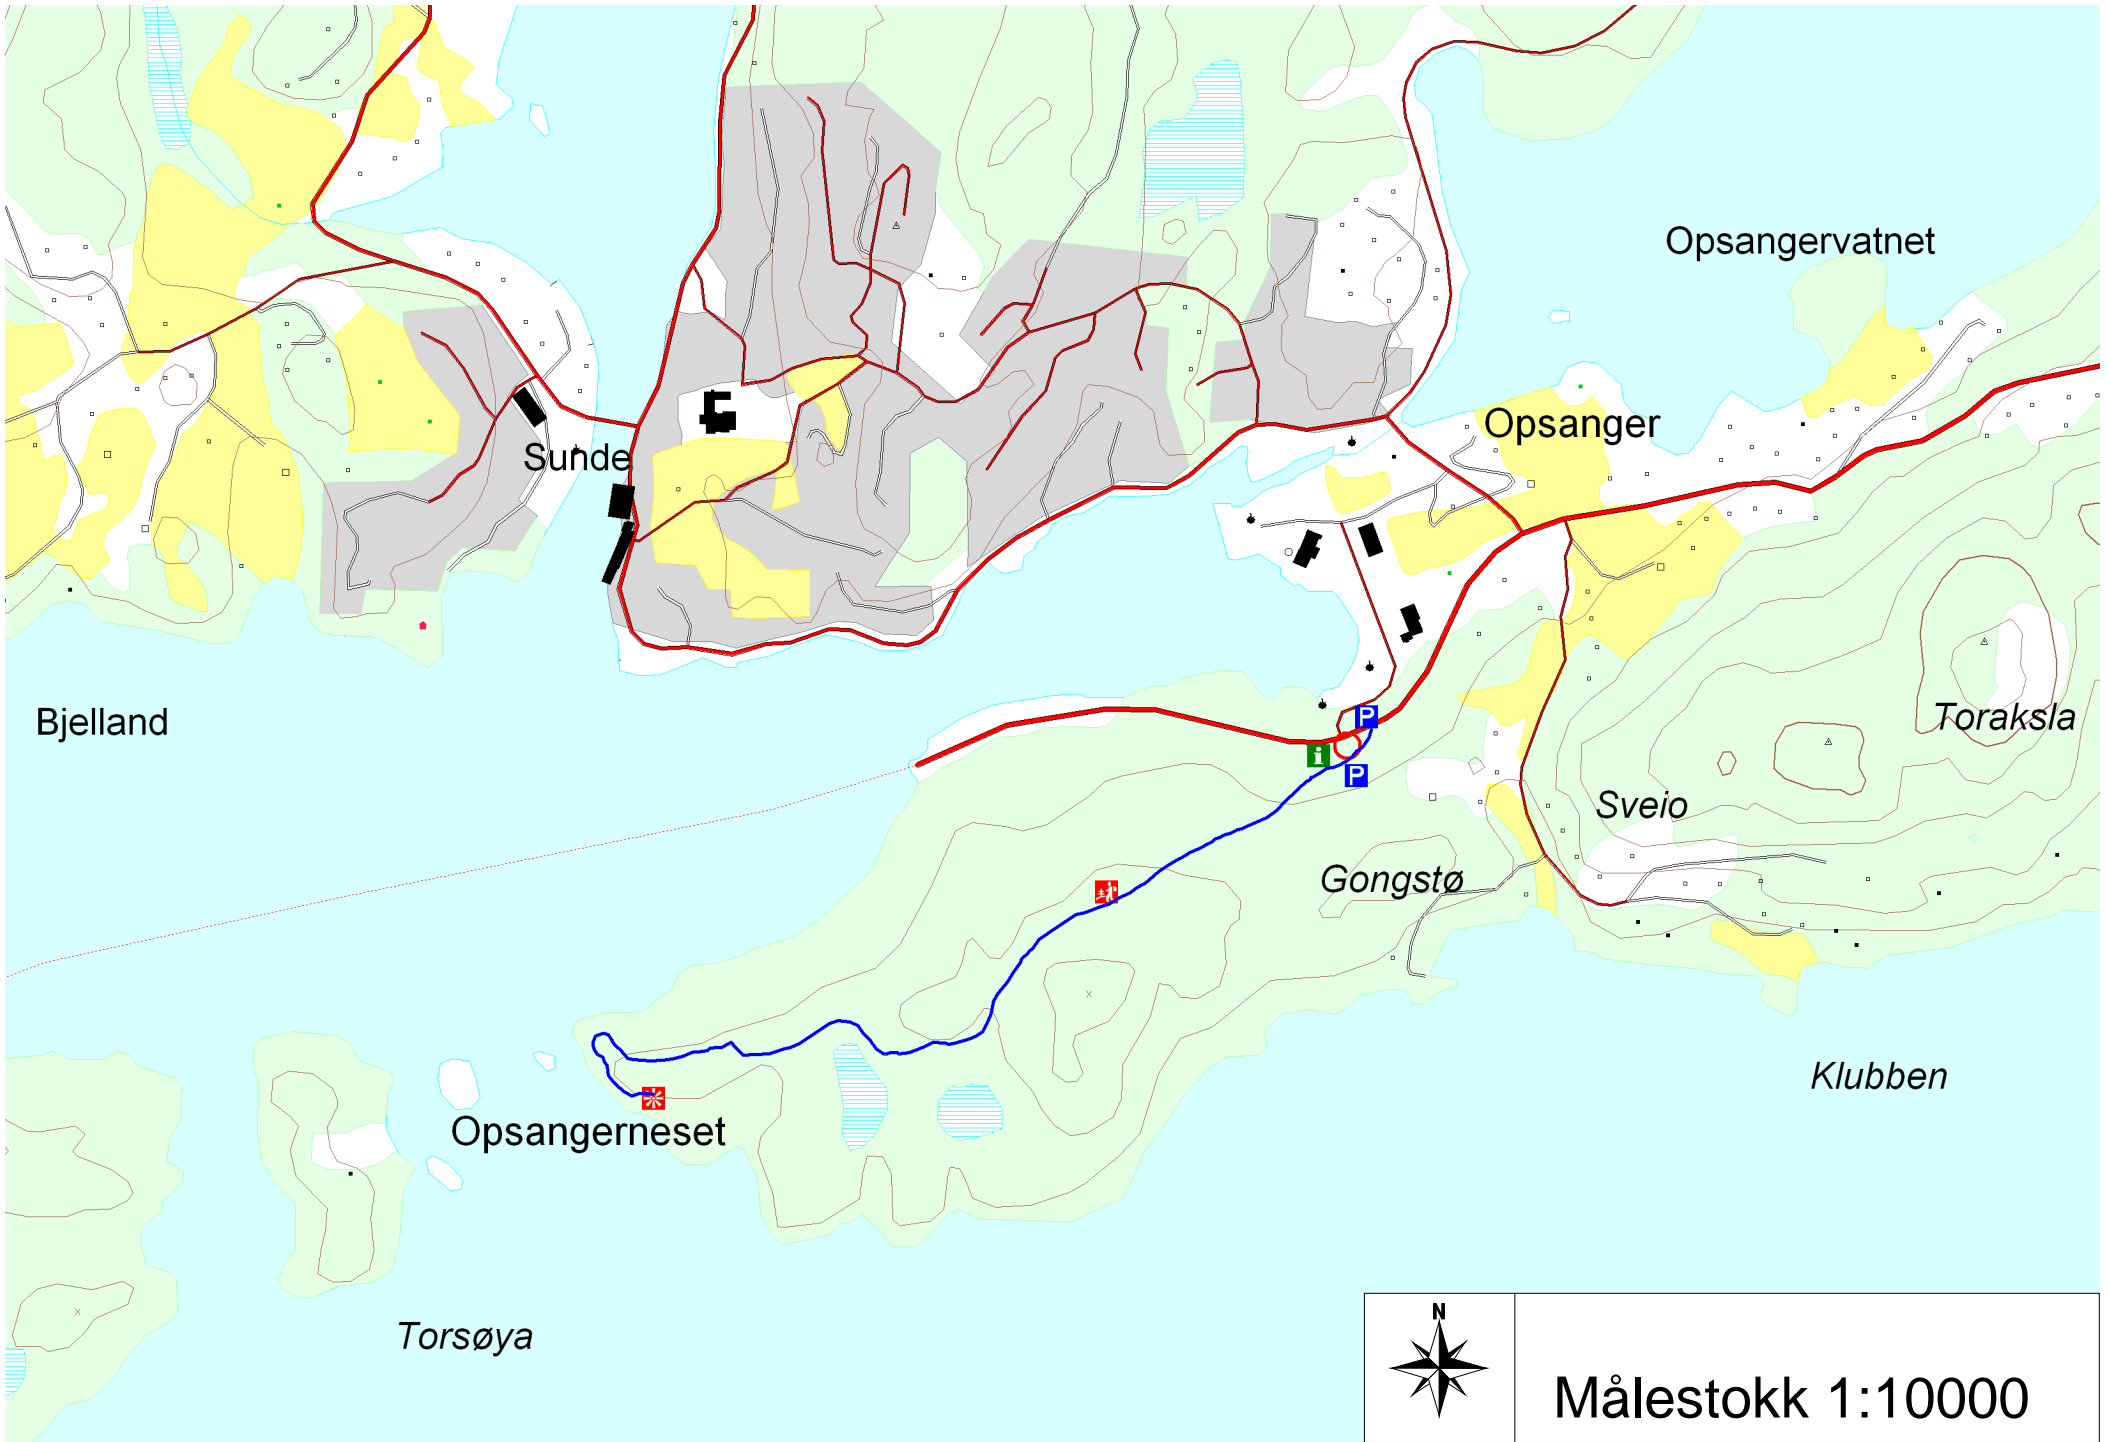 Opsangervatnet
Opsanger
Sunde
Bjelland
Toraksla
P
i
P
Sveio
Gongstø
Klubben
Opsangerneset
Torsøya
N
Målestokk 1:10000